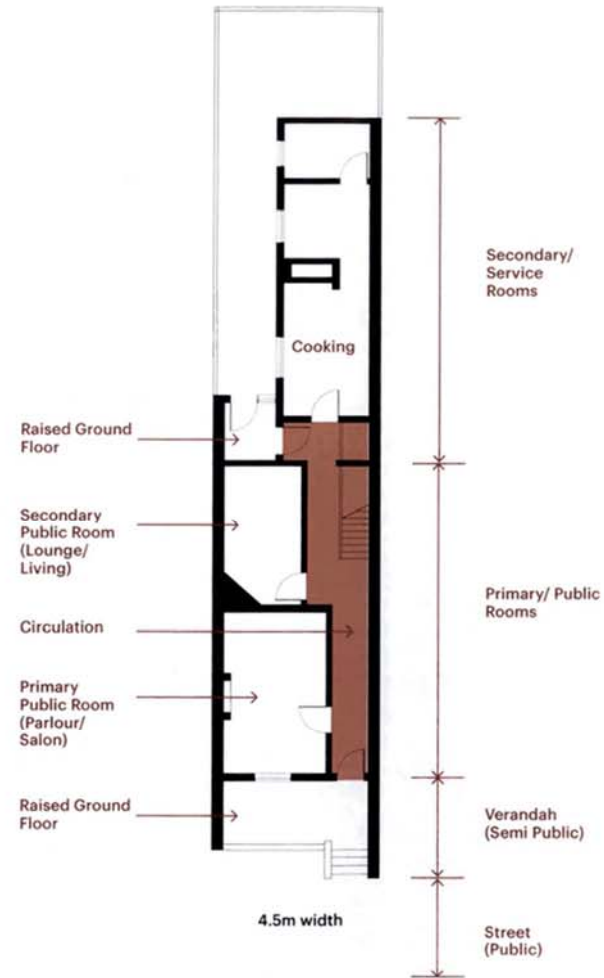 Secondary/
Service
Rooms
Cooking
Raised Ground
Floor
Secondary
Public Room
(Lounge/
Living)
Primary/ Public
Rooms
Circulation
Primary
Public Room
(Parlour/
Salon)
Raised Ground
Floor
Verandah
(Semi Public)
4.5m width
Street
(Public)